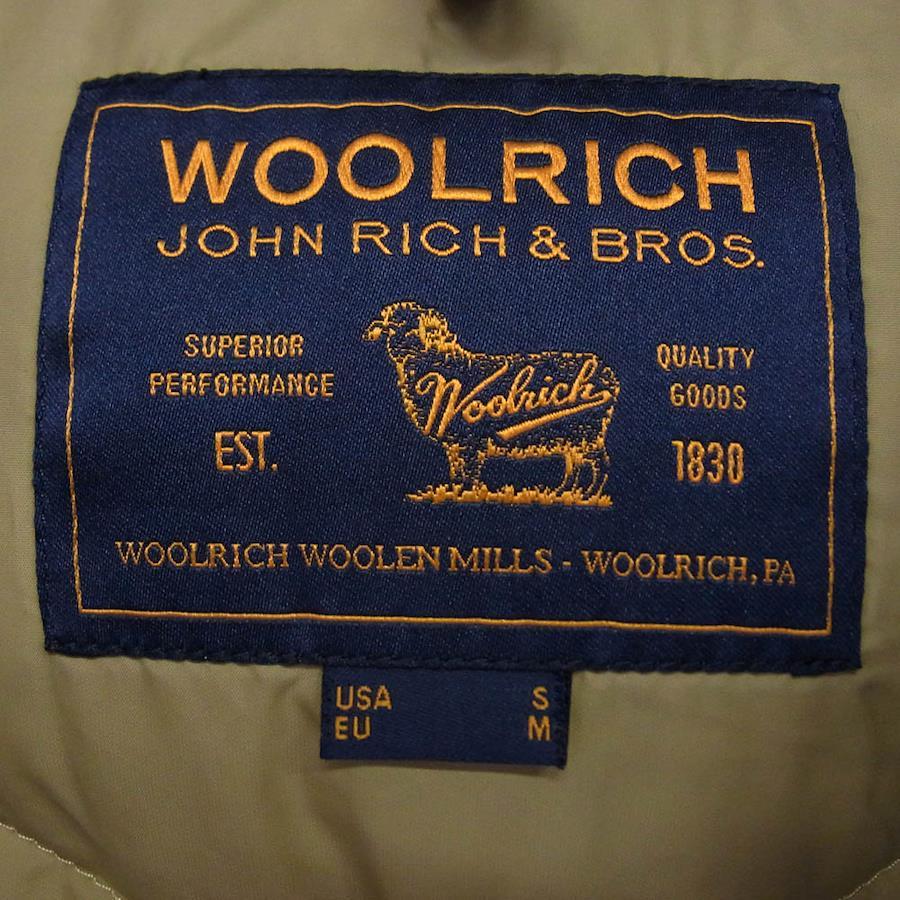 WOOLRICH
JOHN RICH & BROS.
SUPERIOR
PERFORMANCE
EST.
Woolrich
QUALITY
GOODS
1830
WOOLRICH WOOLEN MILLS - WOOLRICH, PA
USA S
EU M